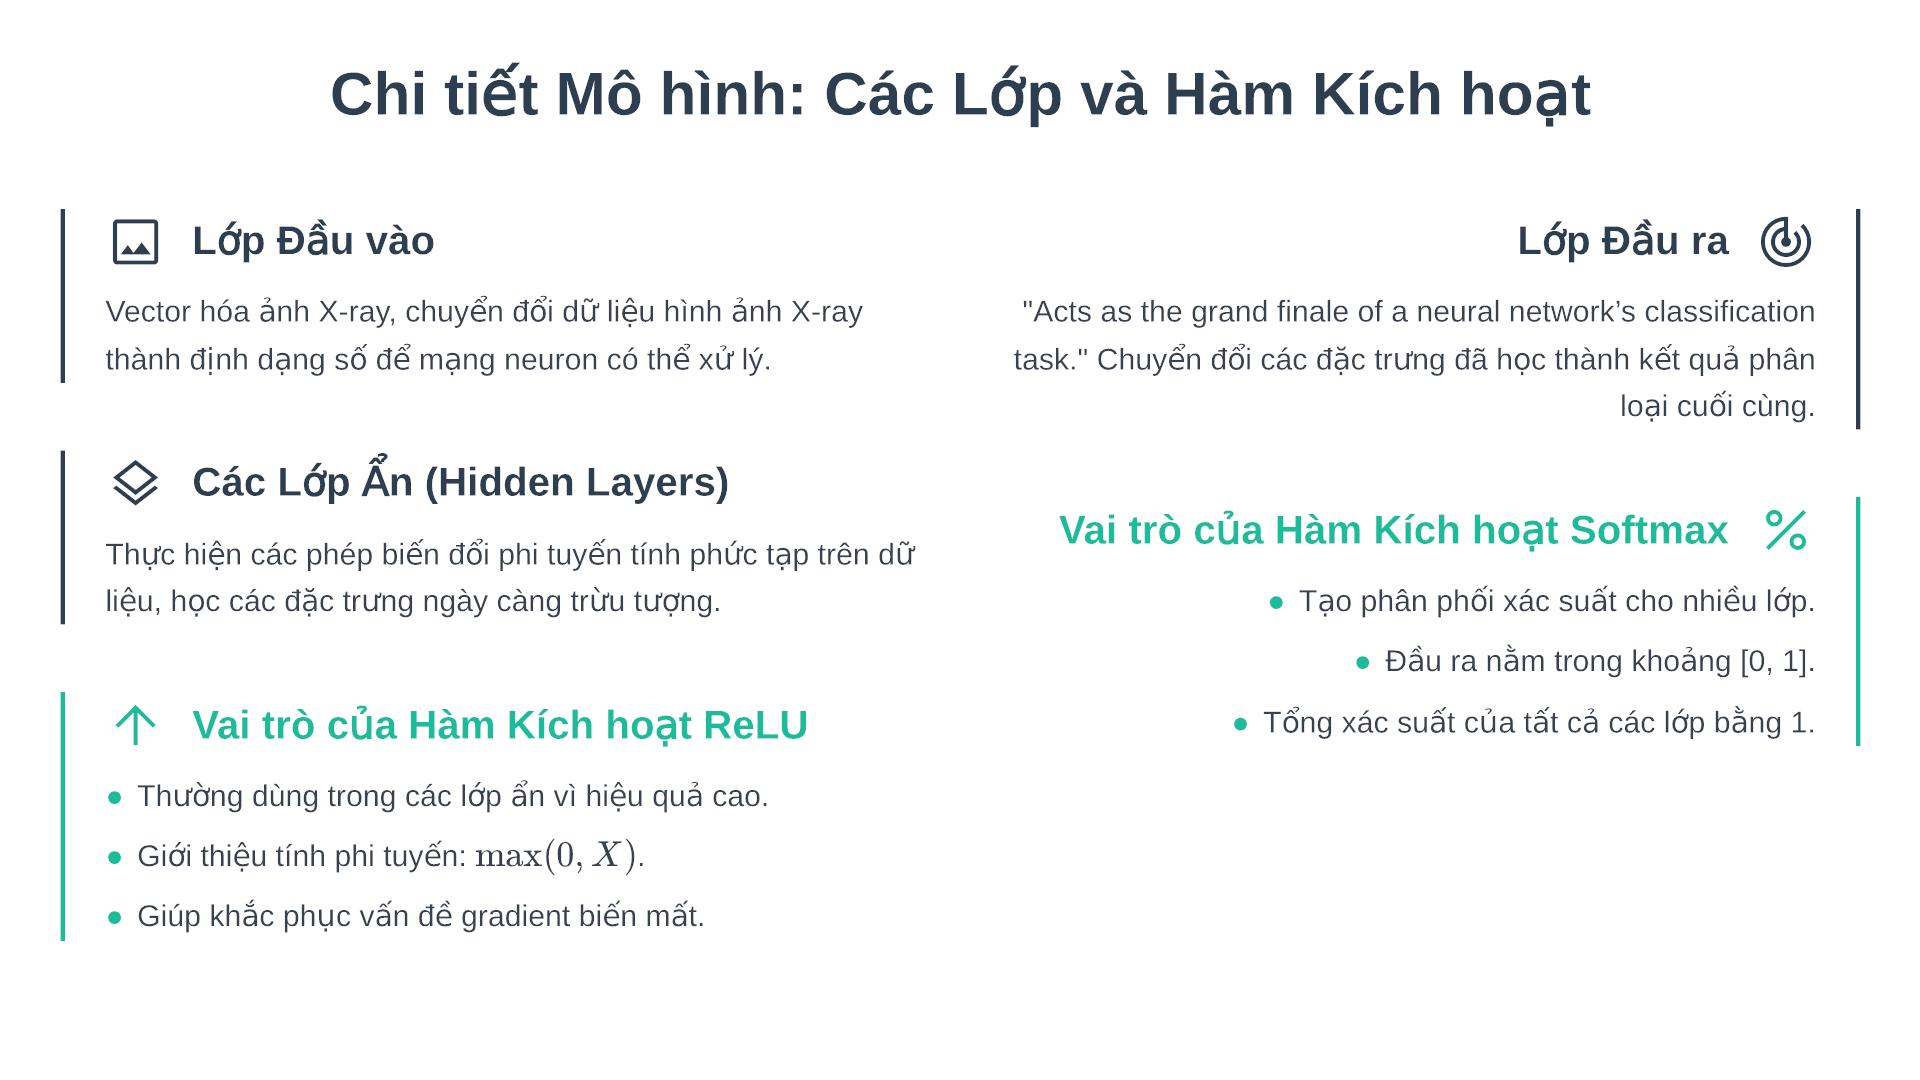 Chi tiết Mô hình: Các Lớp và Hàm Kích hoạt
Lớp Đầu vào
Vector hóa ảnh X-ray, chuyển đổi dữ liệu hình ảnh X-ray
thành định dạng số để mạng neuron có thể xử lý.
Các Lớp Ẩn (Hidden Layers)
Thực hiện các phép biến đổi phi tuyến tính phức tạp trên dữ
liệu, học các đặc trưng ngày càng trừu tượng.
Vai trò của Hàm Kích hoạt ReLU
● Thường dùng trong các lớp ẩn vì hiệu quả cao.
● Giới thiệu tính phi tuyến: max(0, X).
● Giúp khắc phục vấn đề gradient biến mất.
Lớp Đầu ra
"Acts as the grand finale of a neural network’s classification
task." Chuyển đổi các đặc trưng đã học thành kết quả phân
loại cuối cùng.
Vai trò của Hàm Kích hoạt Softmax
● Tạo phân phối xác suất cho nhiều lớp.
● Đầu ra nằm trong khoảng [0, 1].
● Tổng xác suất của tất cả các lớp bằng 1.